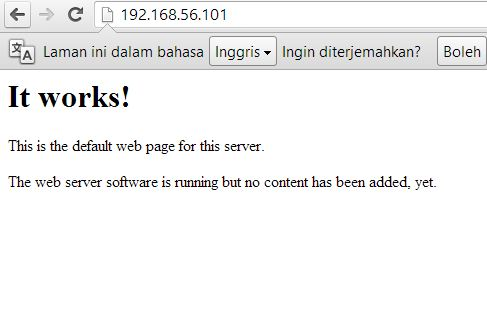 192.168.56.101
Laman ini dalam bahasa Inggris Ingin diterjemahkan? Boleh
It works!
This is the default web page for this server.
The web server software is running but no content has been added, yet.